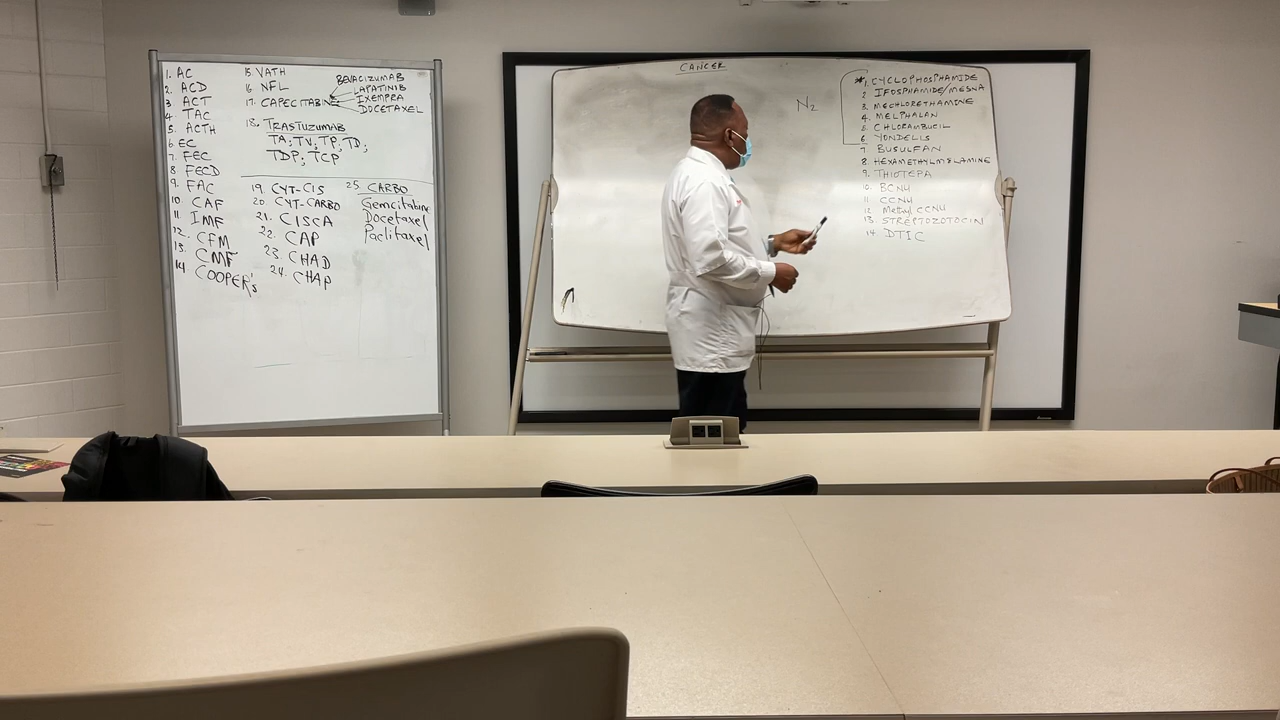 1. AC
2. ACD
3 ACT
4 TAC
5. ACTH
6 EC
7. FEC
8 FECD
9. FAC
10 CAF
11 IMF
12 CFM
13. CMF
14 COOPER's
15. VATH
16 NFL
17. CAPECITABINE
BEVACIZUMAB
LAPATINIB
IXEMPRA
DOCETAXEL
18. TRASTUZUMAB
TA, TV, TP, TD,
TDP, TCP
19. CYT-CIS
20. CYT-CARBO
21. CISCA
22. CAP
23. CHAD
24. CHAP
25. CARBO
Gemcitabine
Docetaxel
Paclitaxel
CANCER
N2
1. CYCLOPHOSPHAMIDE
2 IFOSPHAMIDE/MESNA
3. MECHLORETHAMINE
4. MELPHALAN
5 CHLORAMBUCIL
6 YONDELIS
7 BUSULFAN
8 HEXAMETHYLMELAMINE
9. THIOTEPA
10. BCNU
11 CCNU
12 Methyl CCNU
13 STREPTOZOTOCIN
14 DTIC